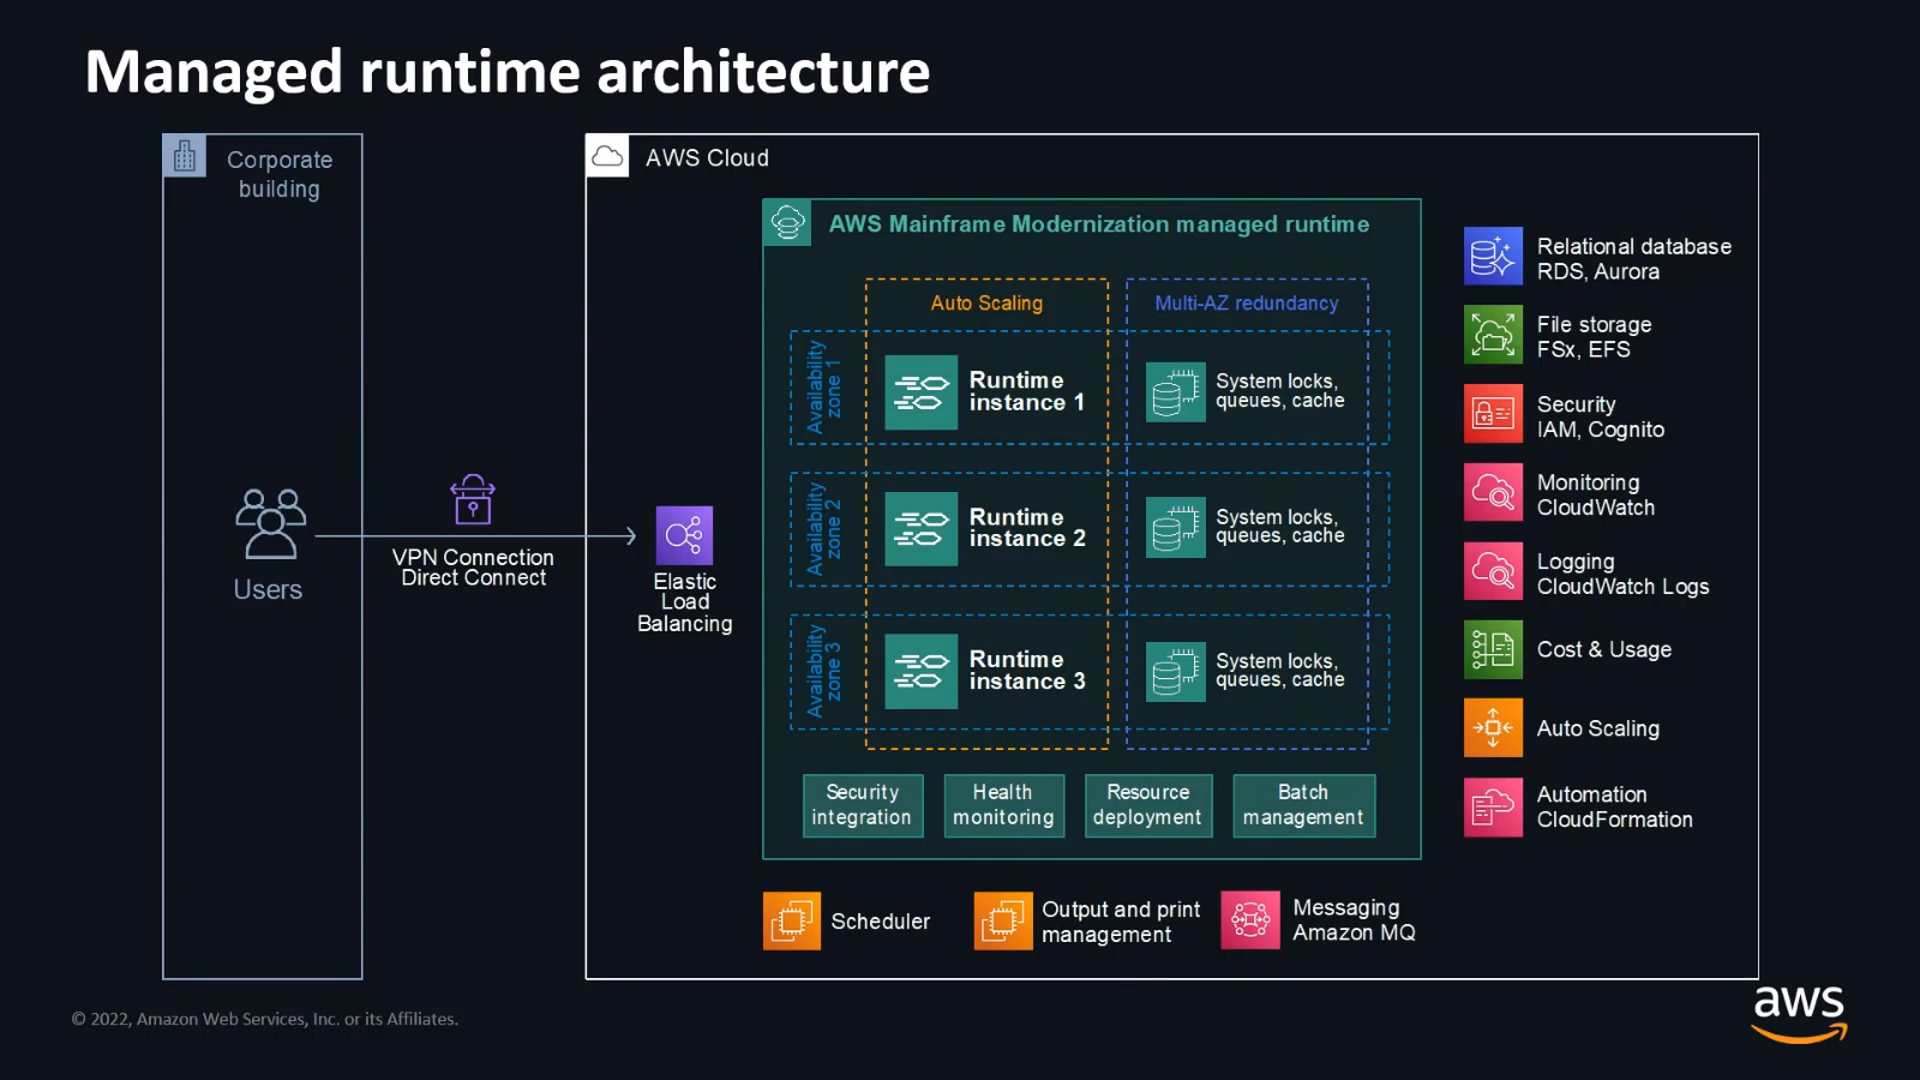 Managed runtime architecture
Corporate
building
Users
VPN Connection
Direct Connect
AWS Cloud
Elastic
Load
Balancing
AWS Mainframe Modernization managed runtime
Auto Scaling
Multi-AZ redundancy
Availability
zone 1
Runtime
instance 1
System locks,
queues, cache
Availability
zone 2
Runtime
instance 2
System locks,
queues, cache
Availability
zone 3
Runtime
instance 3
System locks,
queues, cache
Security
integration
Health
monitoring
Resource
deployment
Batch
management
Scheduler
Output and print
management
Messaging
Amazon MQ
Relational database
RDS, Aurora
File storage
FSx, EFS
Security
IAM, Cognito
Monitoring
CloudWatch
Logging
CloudWatch Logs
Cost & Usage
Auto Scaling
Automation
CloudFormation
© 2022, Amazon Web Services, Inc. or its Affiliates.
aws